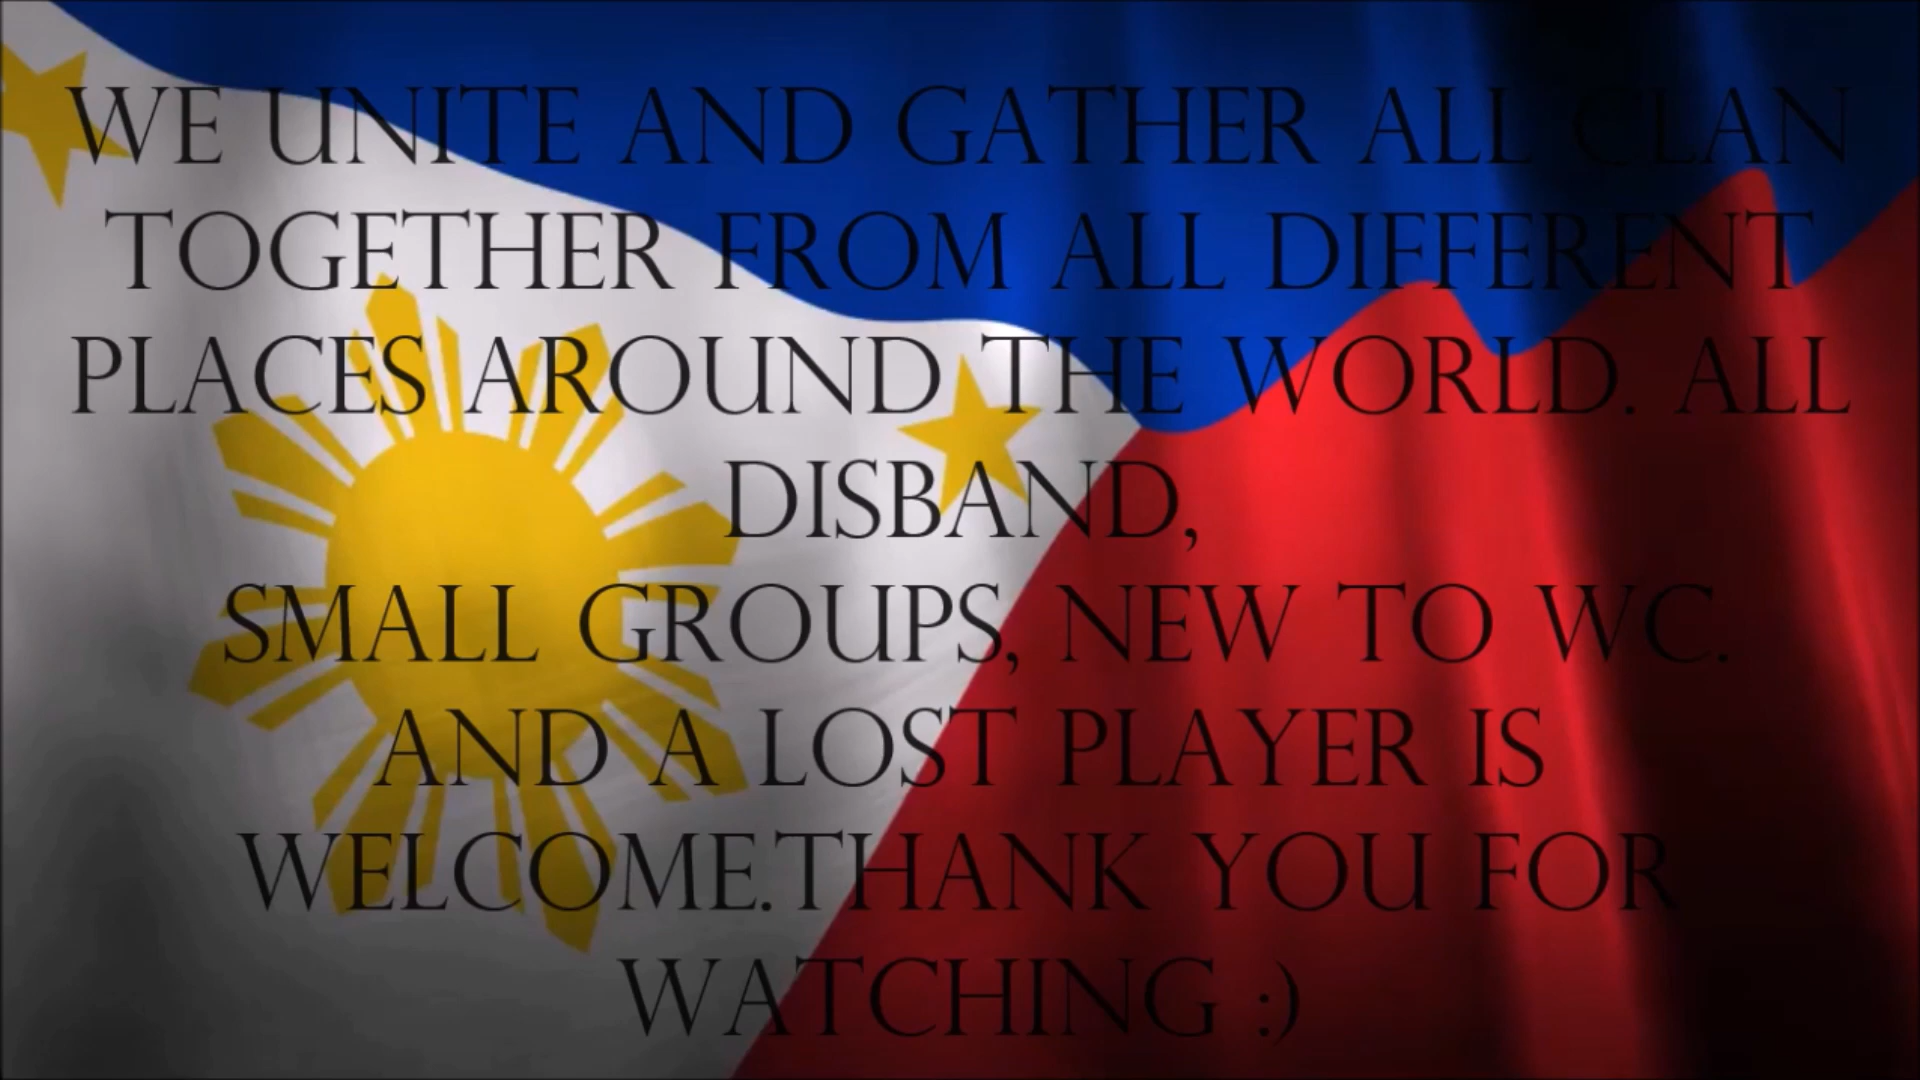 WE UNITE AND GATHER ALL CLAN
TOGETHER FROM ALL DIFFERENT
PLACES AROUND THE WORLD. ALL
DISBAND,
SMALL GROUPS, NEW TO WC.
AND A LOST PLAYER IS
WELCOME.THANK YOU FOR
WATCHING :)